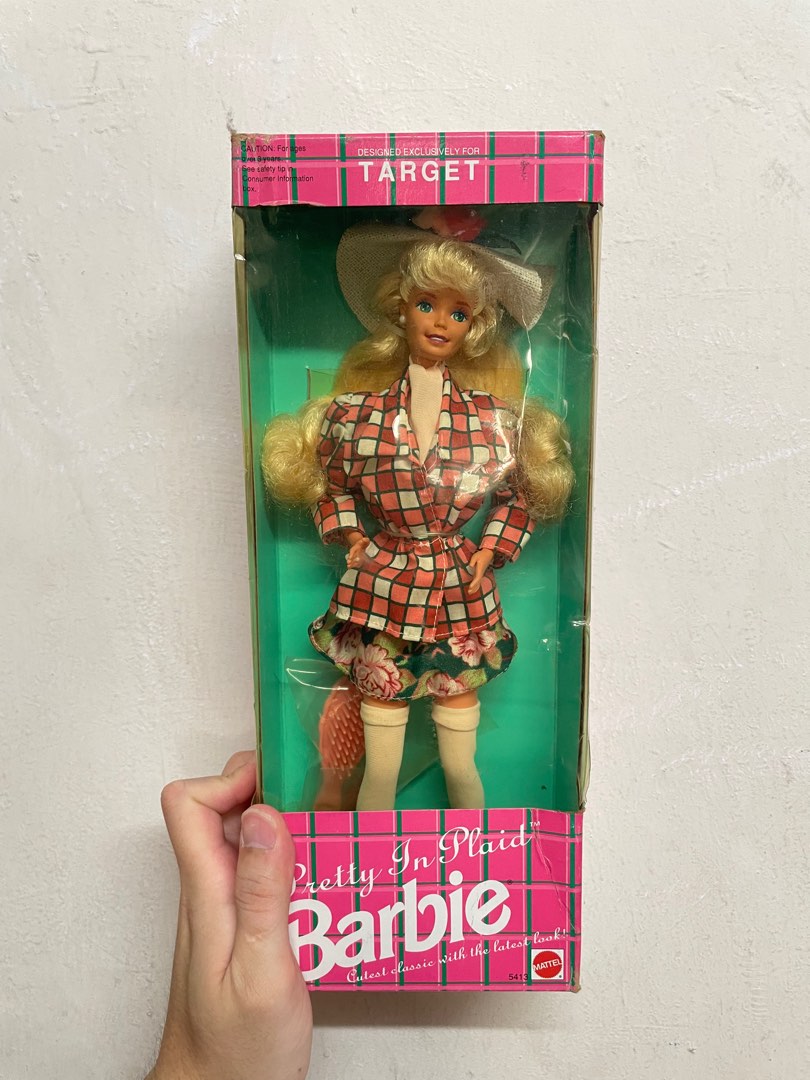 CAUTION: For ages
over 3 years.
See safety tip in
Consumer Information
box.
DESIGNED EXCLUSIVELY FOR
TARGET
Pretty In Plaid™
Barbie®
Cutest classic with the latest look!
5413
MATTEL